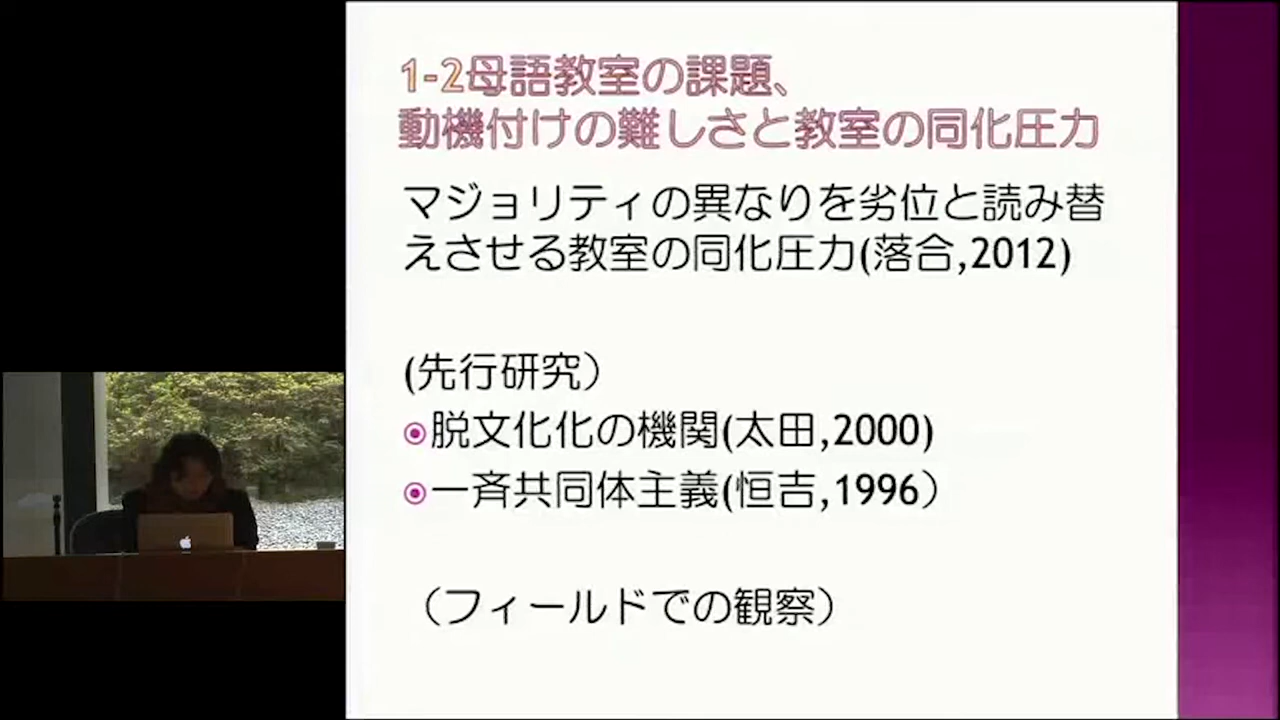 1-2母語教室の課題、
動機付けの難しさと教室の同化圧力
マジョリティの異なりを劣位と読み替
えさせる教室の同化圧力(落合,2012)
(先行研究）
脱文化化の機関(太田,2000)
一斉共同体主義(恒吉,1996）
（フィールドでの観察）